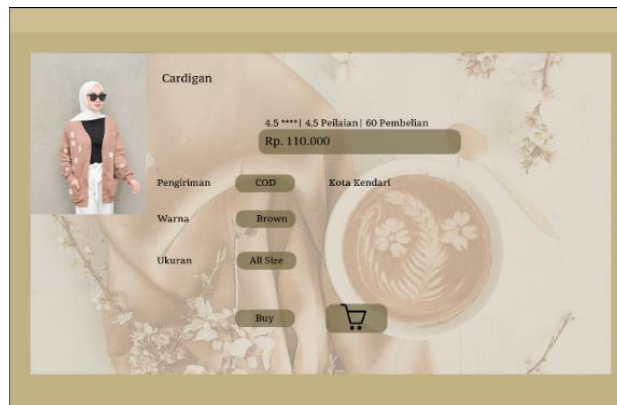 Cardigan
4.5 ****| 4.5 Peilaian| 60 Pembelian
Rp. 110.000
Pengiriman COD Kota Kendari
Warna Brown
Ukuran All Size
Buy